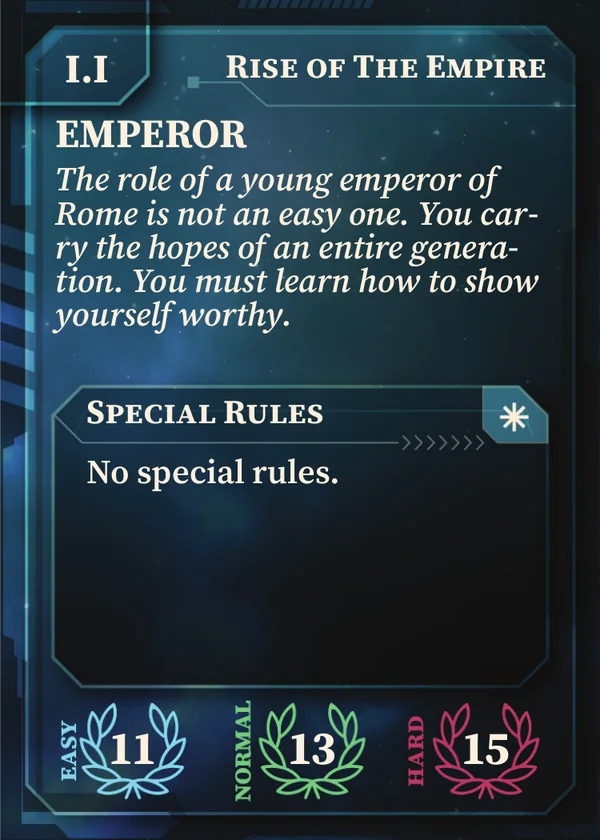 I.I
Rise of The Empire
EMPEROR
The role of a young emperor of
Rome is not an easy one. You car-
ry the hopes of an entire genera-
tion. You must learn how to show
yourself worthy.
Special Rules
No special rules.
EASY 11
NORMAL 13
HARD 15